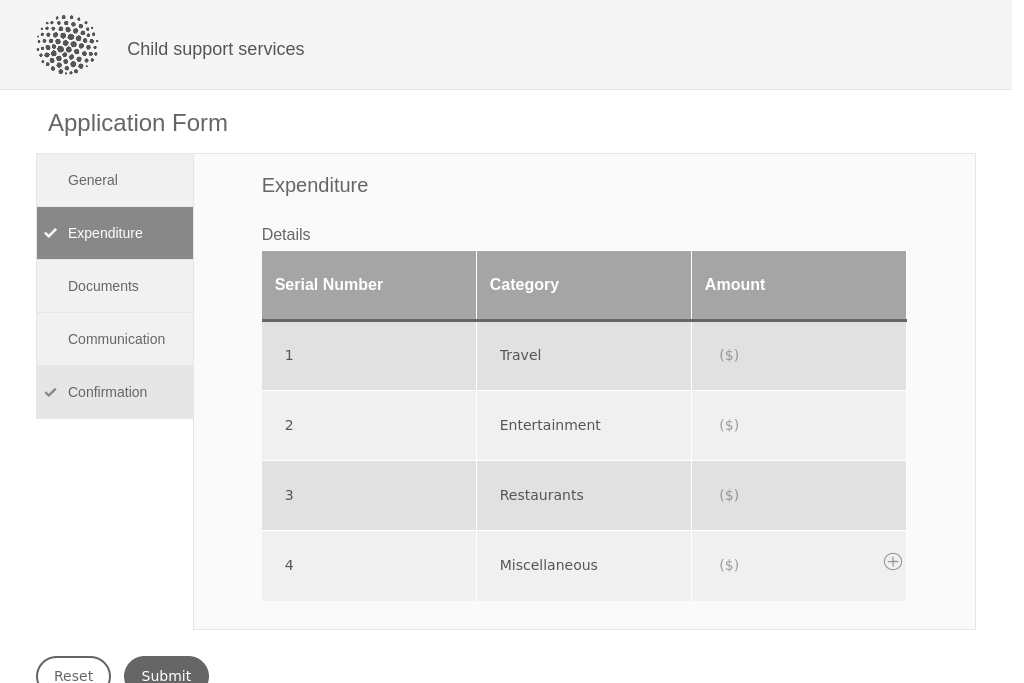 Child support services
Application Form
General
Expenditure
Documents
Communication
Confirmation
Expenditure
Details
Serial Number Category Amount
1 Travel ($)
2 Entertainment ($)
3 Restaurants ($)
4 Miscellaneous ($)
Reset Submit